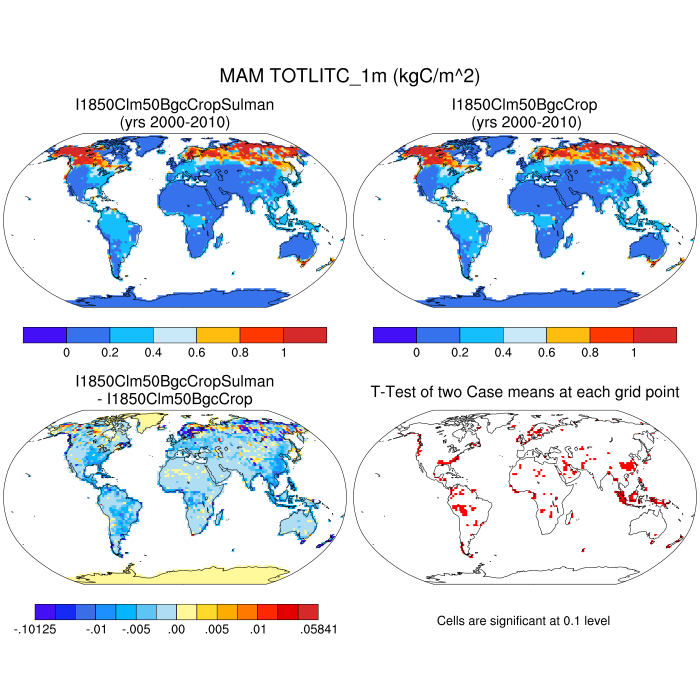 MAM TOTLITC_1m (kgC/m^2)
I1850Clm50BgcCropSulman
(yrs 2000-2010)
I1850Clm50BgcCrop
(yrs 2000-2010)
0 0.2 0.4 0.6 0.8 1
0 0.2 0.4 0.6 0.8 1
I1850Clm50BgcCropSulman
- I1850Clm50BgcCrop
T-Test of two Case means at each grid point
-.10125 -.01 -.005 .00 .005 .01 .05841
Cells are significant at 0.1 level